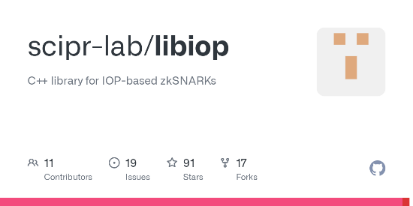 scipr-lab/libiop
C++ library for IOP-based zkSNARKs
11 19 91 17
Contributors Issues Stars Forks